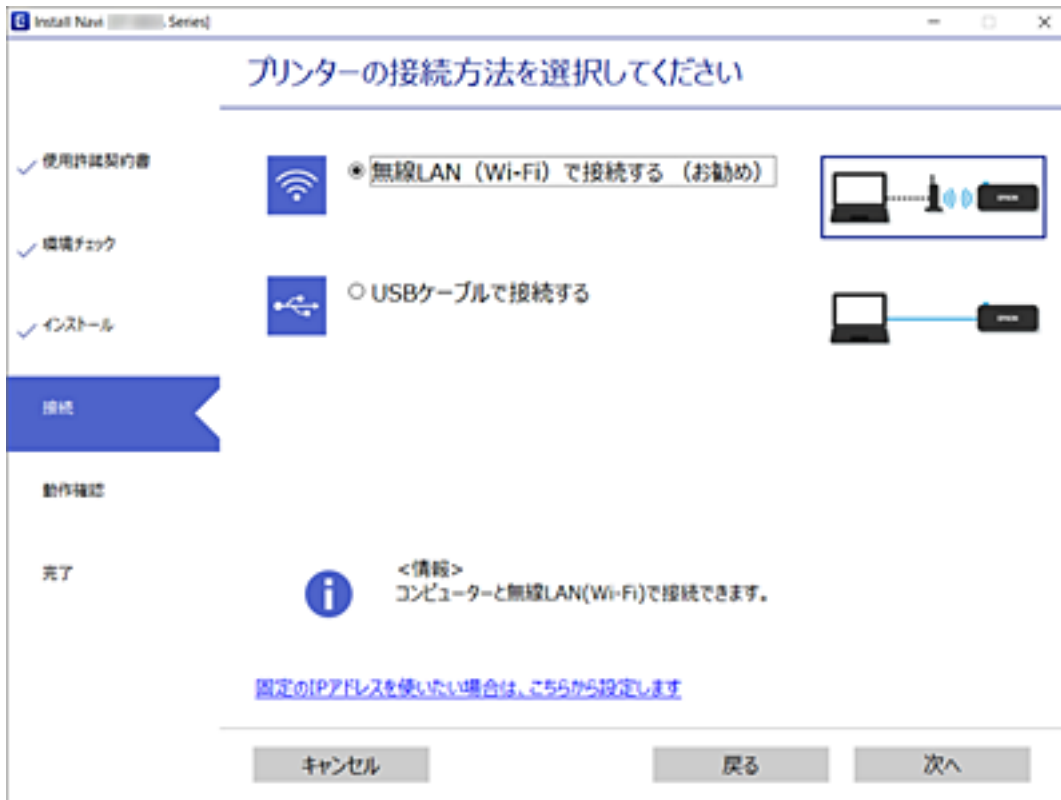 Install Navi Series]
プリンターの接続方法を選択してください
使用許諾契約書
環境チェック
インストール
接続
動作確認
完了
無線LAN（Wi-Fi）で接続する （お勧め）
USBケーブルで接続する
EPSON
EPSON
<情報>
コンピューターと無線LAN(Wi-Fi)で接続できます。
固定のIPアドレスを使いたい場合は、こちらから設定します
キャンセル
戻る
次へ